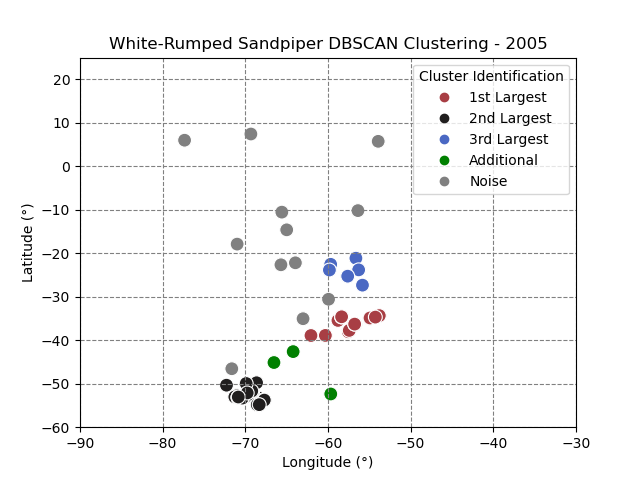 White-Rumped Sandpiper DBSCAN Clustering - 2005
Cluster Identification
1st Largest
2nd Largest
3rd Largest
Additional
Noise
Latitude (°)
20
10
0
−10
−20
−30
−40
−50
−60
−90
−80
−70
−60
−50
−40
−30
Longitude (°)